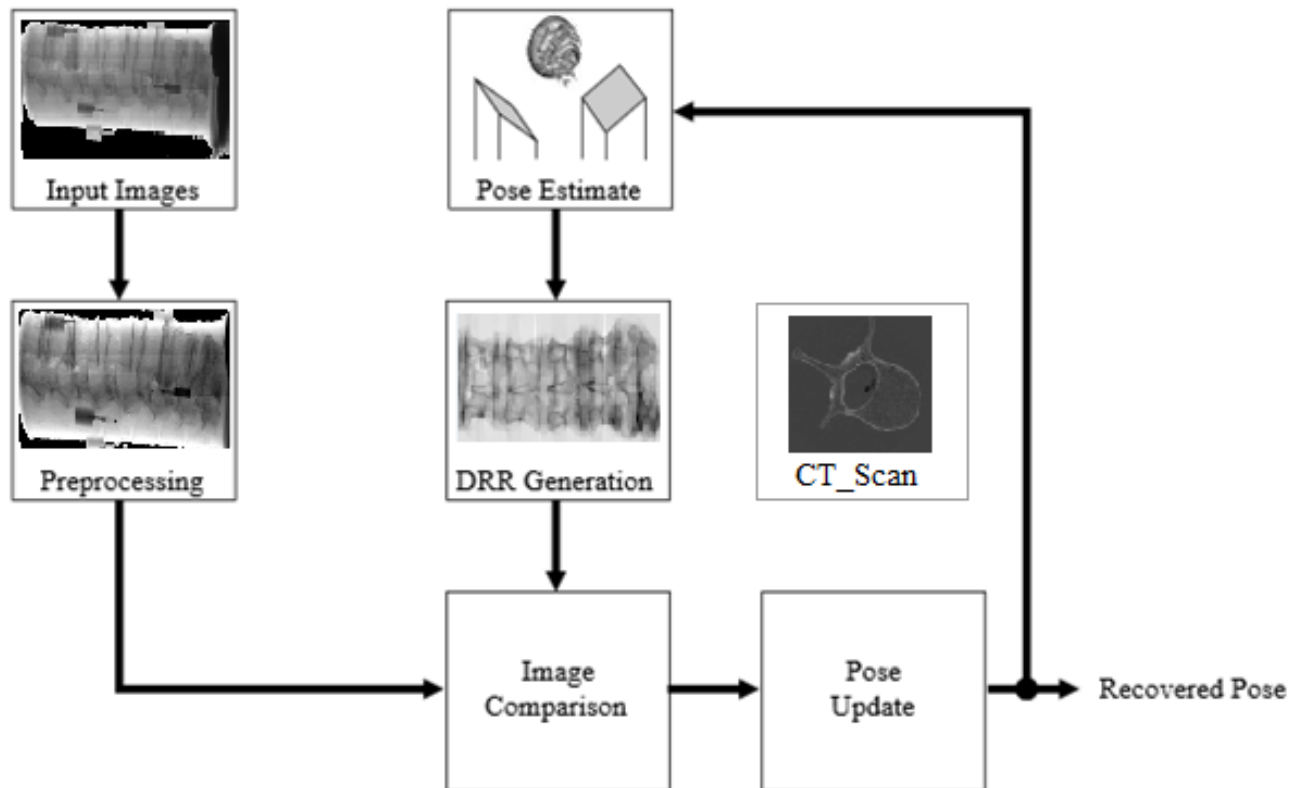 Input Images
Pose Estimate
Preprocessing
DRR Generation
CT_Scan
Image
Comparison
Pose
Update
Recovered Pose